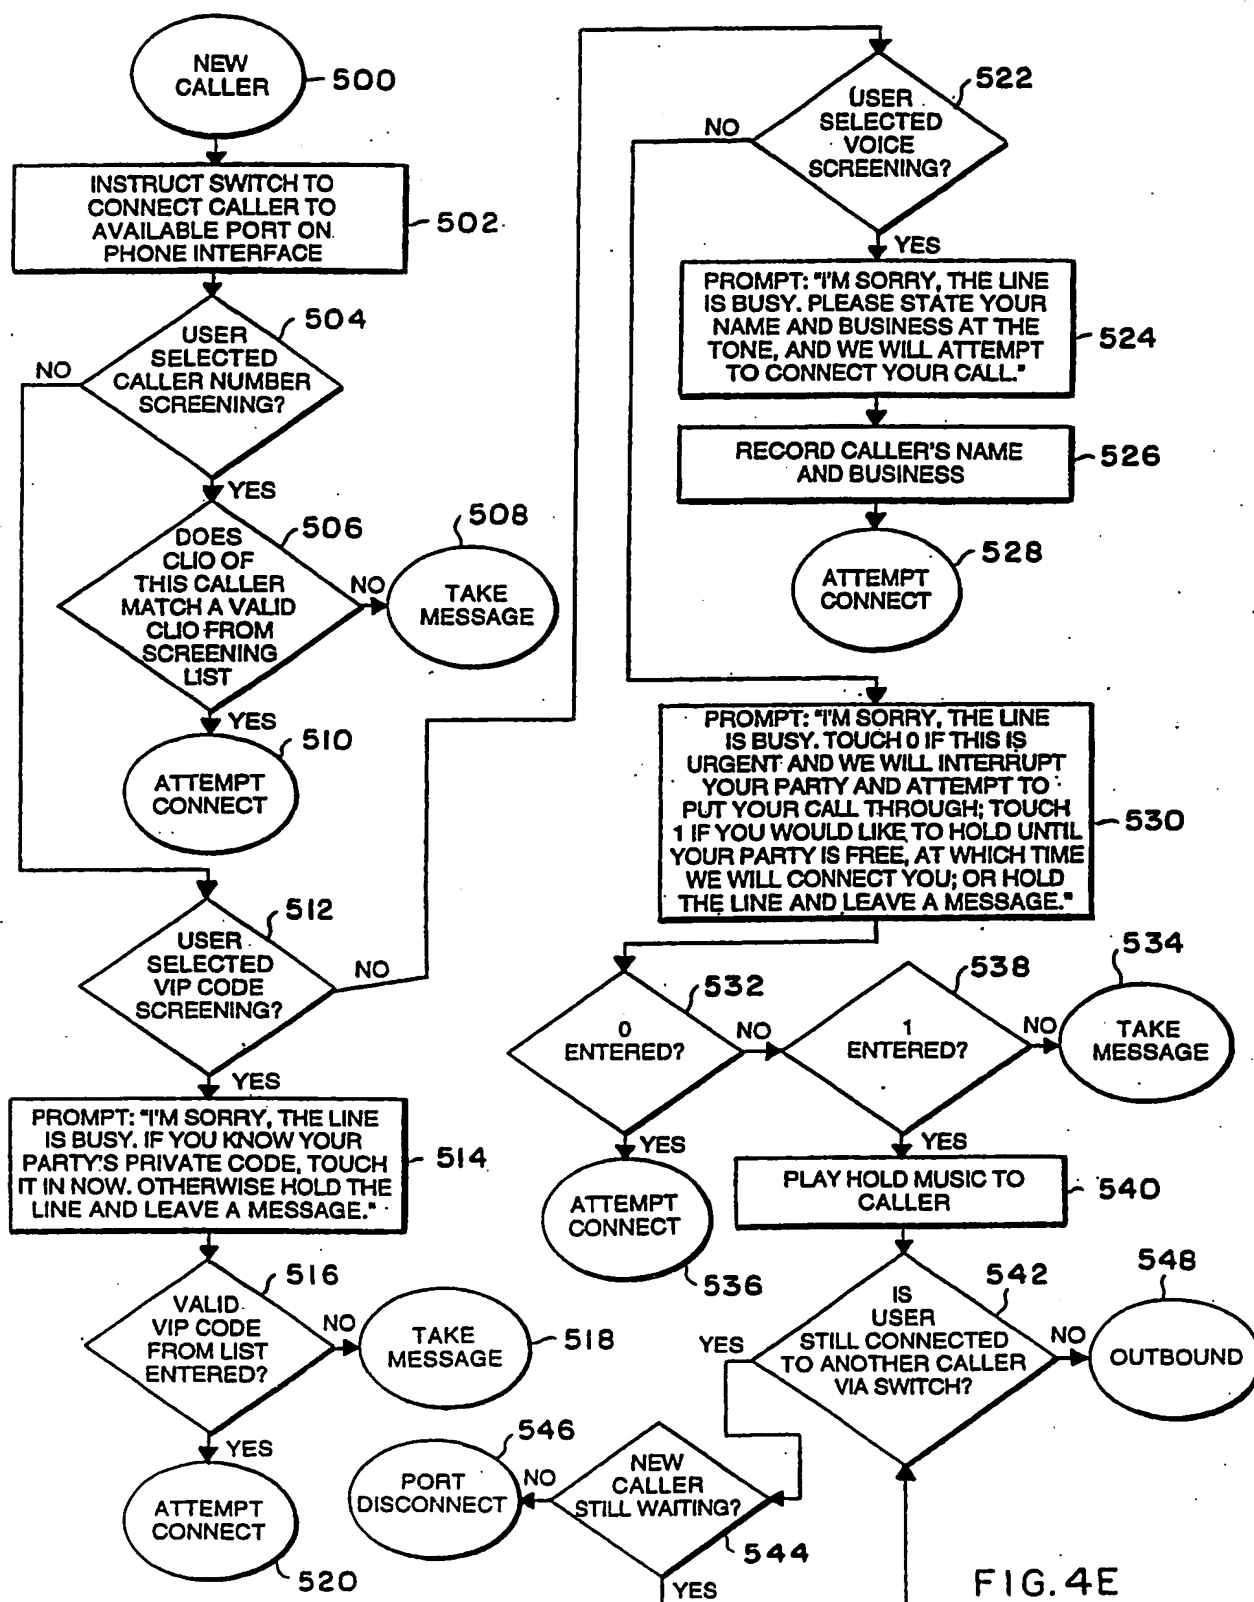 NEW
CALLER
500
INSTRUCT SWITCH TO
CONNECT CALLER TO
AVAILABLE PORT ON
PHONE INTERFACE
502
504
USER
SELECTED
CALLER NUMBER
SCREENING?
NO
YES
506
DOES
CLIO OF
THIS CALLER
MATCH A VALID
CLIO FROM
SCREENING
LIST
NO
508
TAKE
MESSAGE
YES
510
ATTEMPT
CONNECT
512
USER
SELECTED
VIP CODE
SCREENING?
NO
YES
PROMPT: "I'M SORRY, THE LINE
IS BUSY. IF YOU KNOW YOUR
PARTY'S PRIVATE CODE, TOUCH
IT IN NOW. OTHERWISE HOLD THE
LINE AND LEAVE A MESSAGE."
514
516
VALID
VIP CODE
FROM LIST
ENTERED?
NO
TAKE
MESSAGE
518
YES
ATTEMPT
CONNECT
520
522
USER
SELECTED
VOICE
SCREENING?
NO
YES
PROMPT: "I'M SORRY, THE LINE
IS BUSY. PLEASE STATE YOUR
NAME AND BUSINESS AT THE
TONE, AND WE WILL ATTEMPT
TO CONNECT YOUR CALL."
524
RECORD CALLER'S NAME
AND BUSINESS
526
528
ATTEMPT
CONNECT
PROMPT: "I'M SORRY, THE LINE
IS BUSY. TOUCH 0 IF THIS IS
URGENT AND WE WILL INTERRUPT
YOUR PARTY AND ATTEMPT TO
PUT YOUR CALL THROUGH; TOUCH
1 IF YOU WOULD LIKE TO HOLD UNTIL
YOUR PARTY IS FREE, AT WHICH TIME
WE WILL CONNECT YOU; OR HOLD
THE LINE AND LEAVE A MESSAGE."
530
532
0
ENTERED?
NO
538
1
ENTERED?
NO
534
TAKE
MESSAGE
YES
ATTEMPT
CONNECT
536
YES
PLAY HOLD MUSIC TO
CALLER
540
542
IS
USER
STILL CONNECTED
TO ANOTHER CALLER
VIA SWITCH?
YES
NO
548
OUTBOUND
546
PORT
DISCONNECT
NO
NEW
CALLER
STILL WAITING?
544
YES
FIG. 4E